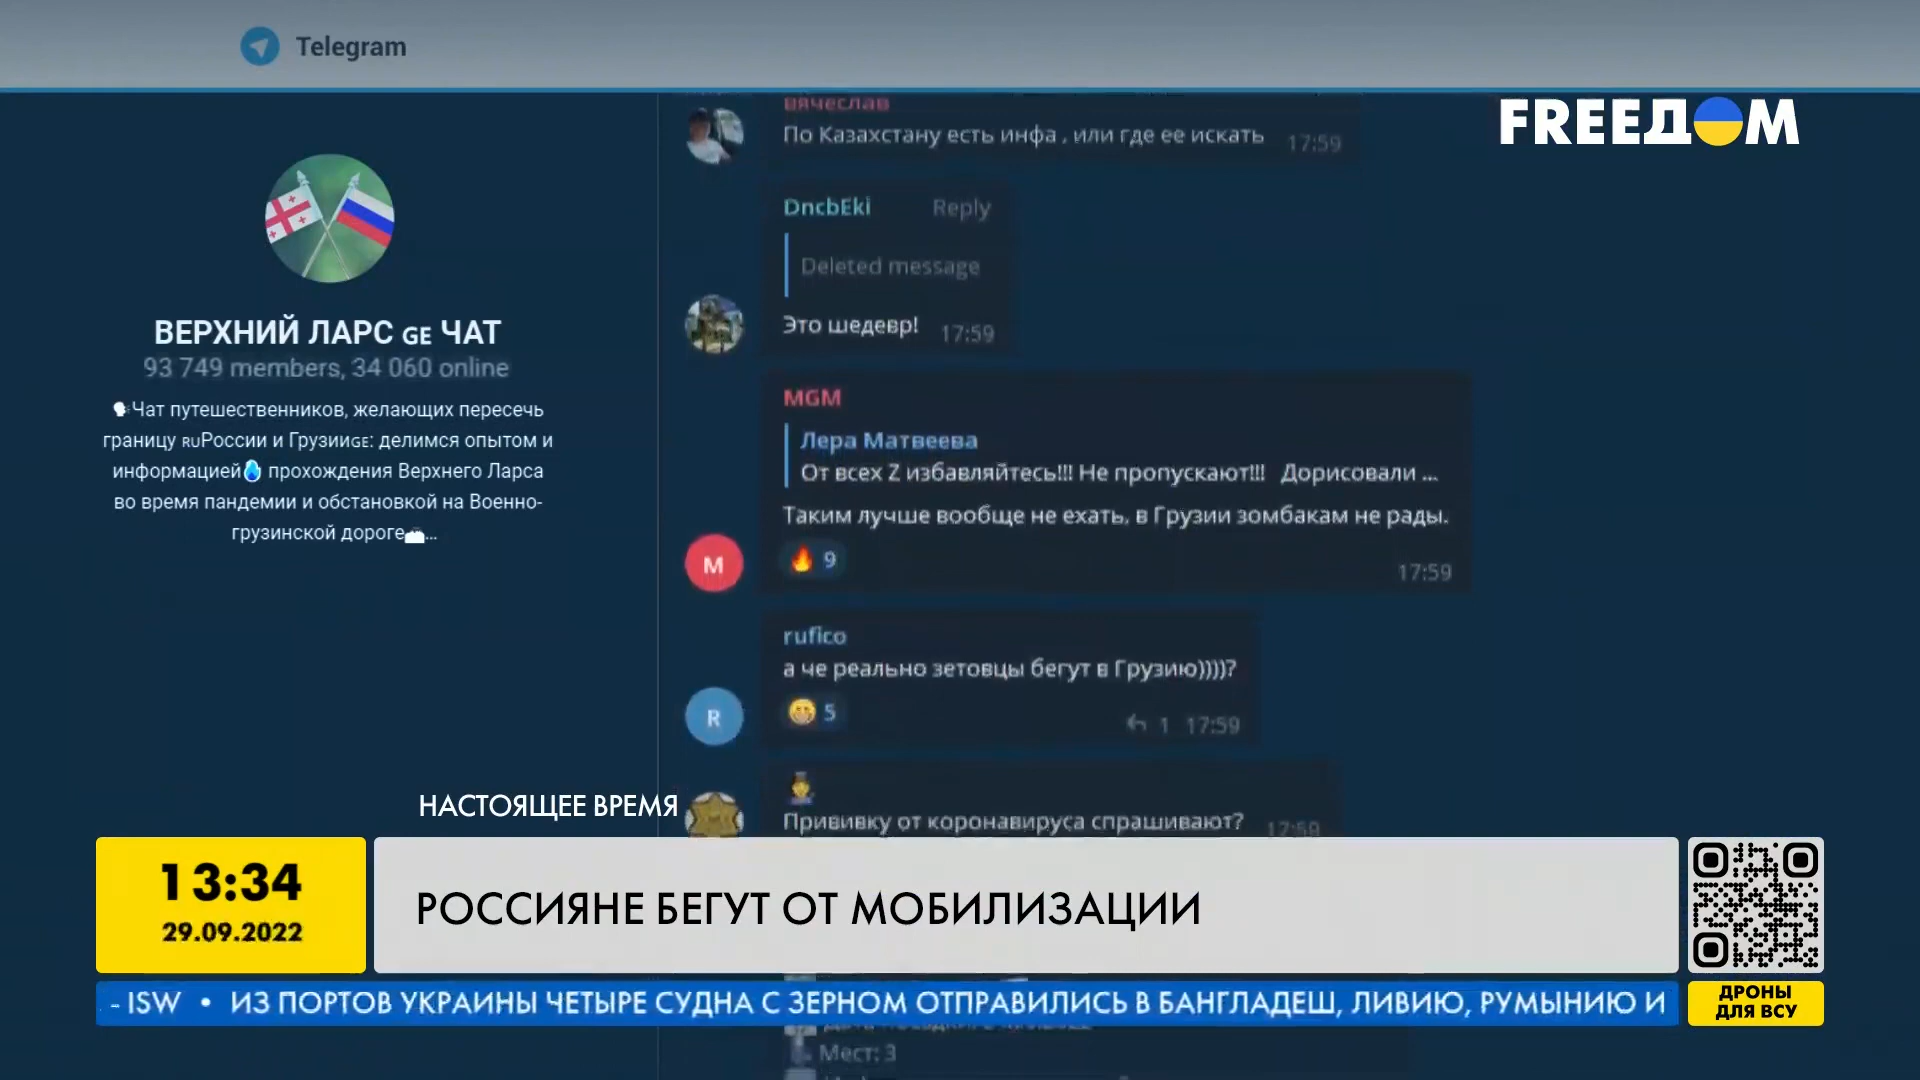 Telegram
FREEДOM
ВЕРХНИЙ ЛАРС GE ЧАТ
93 749 members, 34 060 online
Чат путешественников, желающих пересечь
границу RUРоссии и ГрузииGE: делимся опытом и
информацией прохождения Верхнего Ларса
во время пандемии и обстановкой на Военно-
грузинской дороге...
вячеслав
По Казахстану есть инфа , или где ее искать 17:59
DncbEki Reply
Deleted message
Это шедевр! 17:59
MGM
Лера Матвеева
От всех Z избавляйтесь!!! Не пропускают!!! Дорисовали ...
Таким лучше вообще не ехать, в Грузии зомбакам не рады.
🔥 9
M
17:59
rufico
а че реально зетовцы бегут в Грузию))))?
R
5
1 17:59
Прививку от коронавируса спрашивают? 17:59
НАСТОЯЩЕЕ ВРЕМЯ
13:34
29.09.2022
РОССИЯНЕ БЕГУТ ОТ МОБИЛИЗАЦИИ
- ISW • ИЗ ПОРТОВ УКРАИНЫ ЧЕТЫРЕ СУДНА С ЗЕРНОМ ОТПРАВИЛИСЬ В БАНГЛАДЕШ, ЛИВИЮ, РУМЫНИЮ И
ДРОНЫ
ДЛЯ ВСУ
Мест: 3